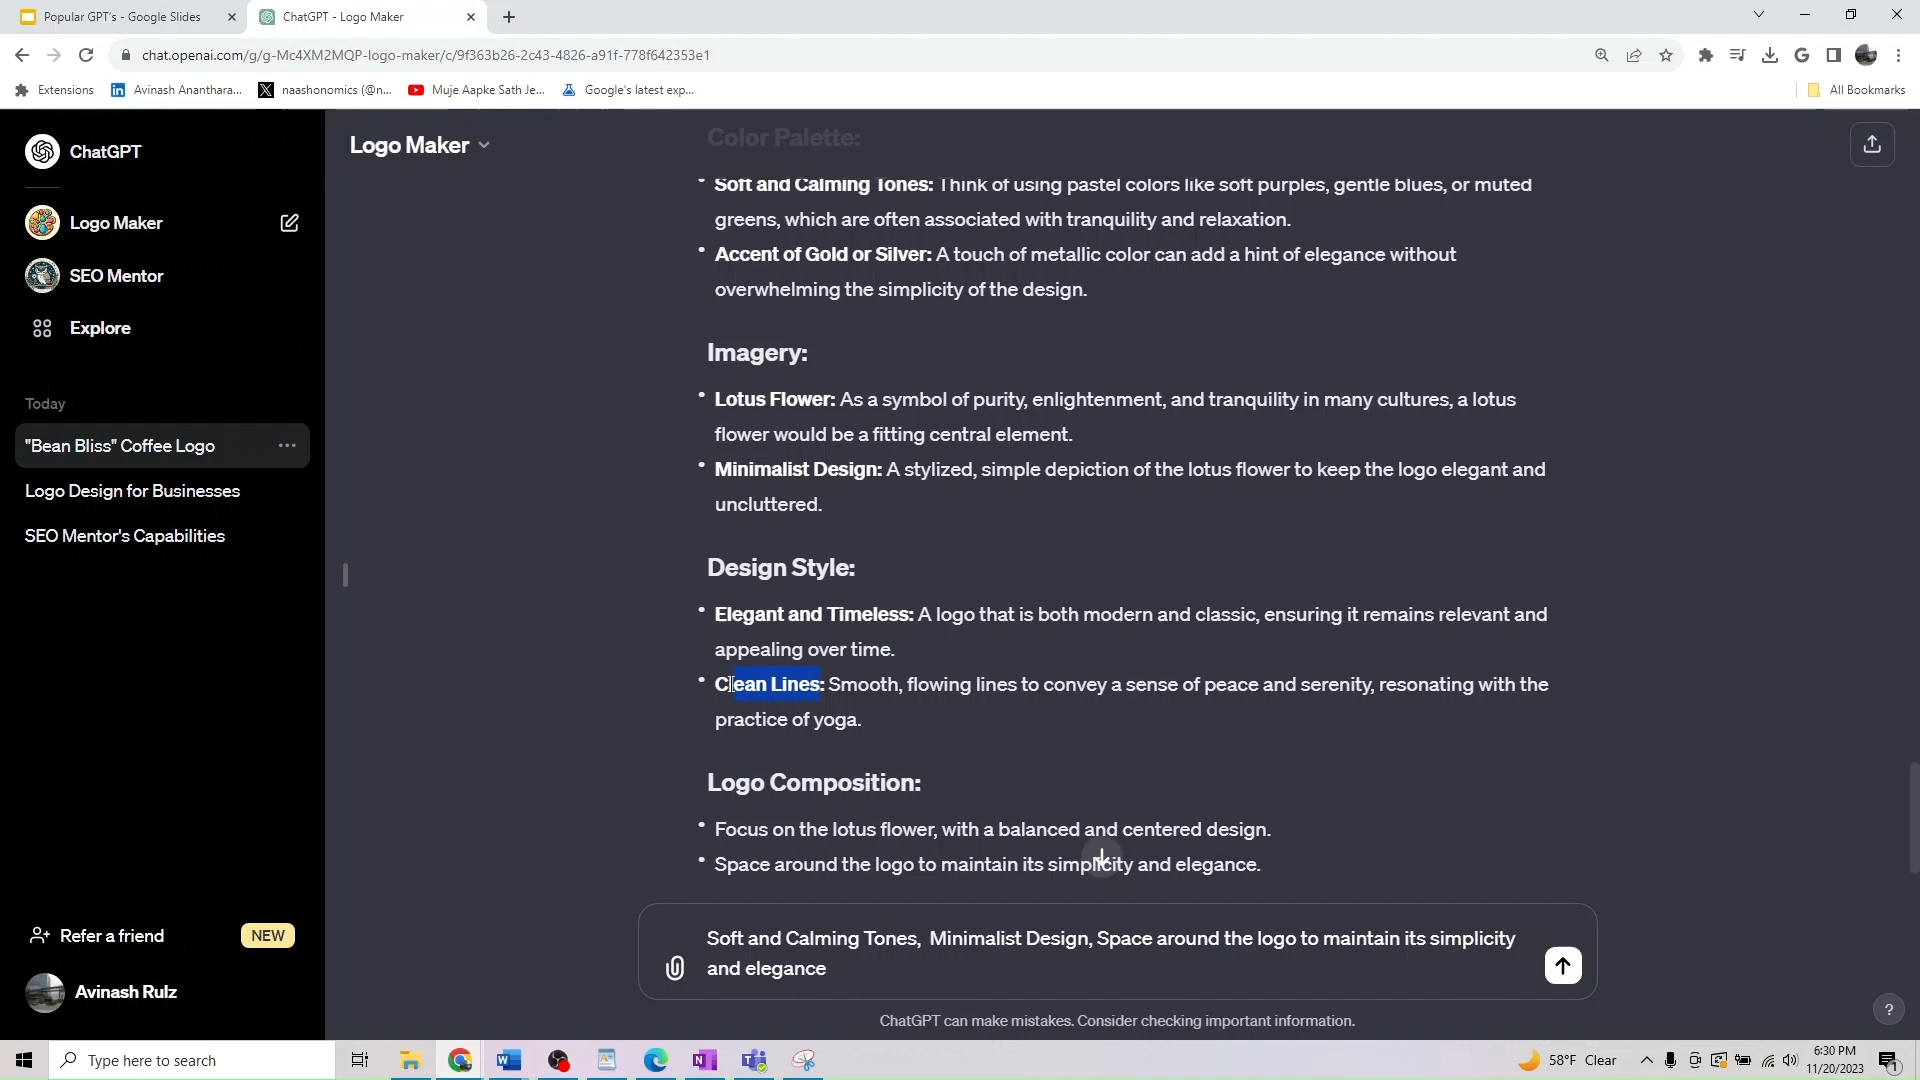 Popular GPT's - Google Slides
ChatGPT - Logo Maker
chat.openai.com/g/g-Mc4XM2MQP-logo-maker/c/9f363b26-2c43-4826-a91f-778f642353e1
Extensions
Avinash Ananthara...
naashonomics (@n...
Muje Aapke Sath Je...
Google's latest exp...
All Bookmarks
ChatGPT
Logo Maker
SEO Mentor
Explore
Today
"Bean Bliss" Coffee Logo
Logo Design for Businesses
SEO Mentor's Capabilities
Refer a friend
NEW
Avinash Rulz
Logo Maker
Color Palette:
Soft and Calming Tones: Think of using pastel colors like soft purples, gentle blues, or muted
greens, which are often associated with tranquility and relaxation.
Accent of Gold or Silver: A touch of metallic color can add a hint of elegance without
overwhelming the simplicity of the design.
Imagery:
Lotus Flower: As a symbol of purity, enlightenment, and tranquility in many cultures, a lotus
flower would be a fitting central element.
Minimalist Design: A stylized, simple depiction of the lotus flower to keep the logo elegant and
uncluttered.
Design Style:
Elegant and Timeless: A logo that is both modern and classic, ensuring it remains relevant and
appealing over time.
Clean Lines: Smooth, flowing lines to convey a sense of peace and serenity, resonating with the
practice of yoga.
Logo Composition:
Focus on the lotus flower, with a balanced and centered design.
Space around the logo to maintain its simplicity and elegance.
Soft and Calming Tones,  Minimalist Design, Space around the logo to maintain its simplicity
and elegance
ChatGPT can make mistakes. Consider checking important information.
?
Type here to search
58°F Clear
6:30 PM
11/20/2023
1